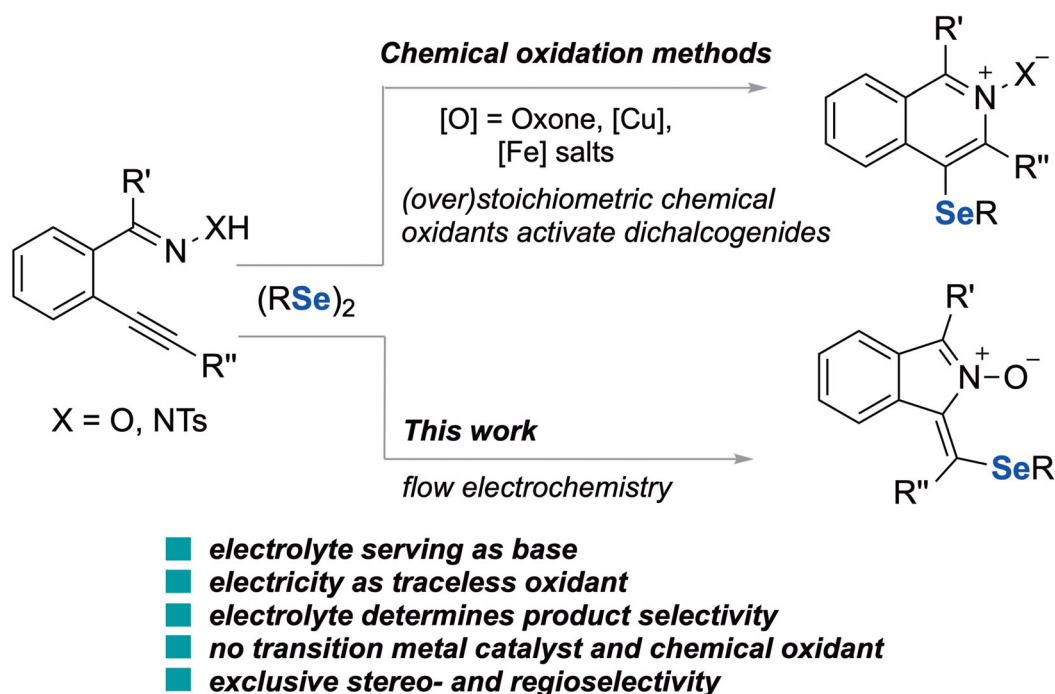 Chemical oxidation methods
[O] = Oxone, [Cu],
[Fe] salts
(over)stoichiometric chemical
oxidants activate dichalcogenides
R'
N
XH
R"
X = O, NTs
(RSe)₂
R'
+
N
X⁻
R"
SeR
This work
flow electrochemistry
R'
+
N–O⁻
R"
SeR
electrolyte serving as base
electricity as traceless oxidant
electrolyte determines product selectivity
no transition metal catalyst and chemical oxidant
exclusive stereo- and regioselectivity